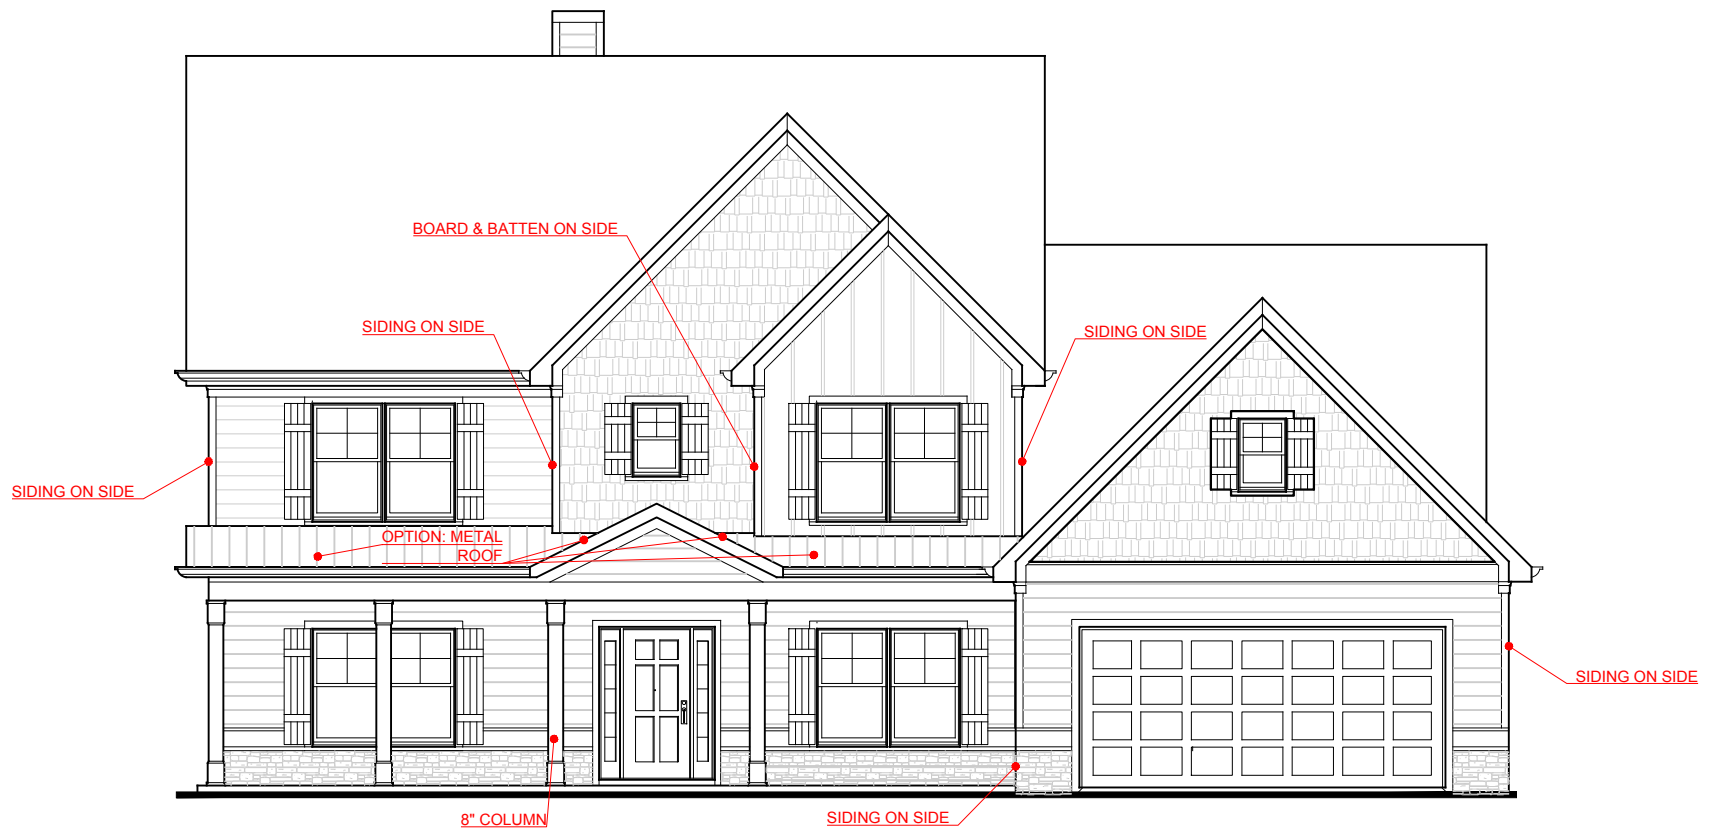 BOARD & BATTEN ON SIDE
SIDING ON SIDE
SIDING ON SIDE
SIDING ON SIDE
OPTION: METAL
ROOF
SIDING ON SIDE
8" COLUMN
SIDING ON SIDE